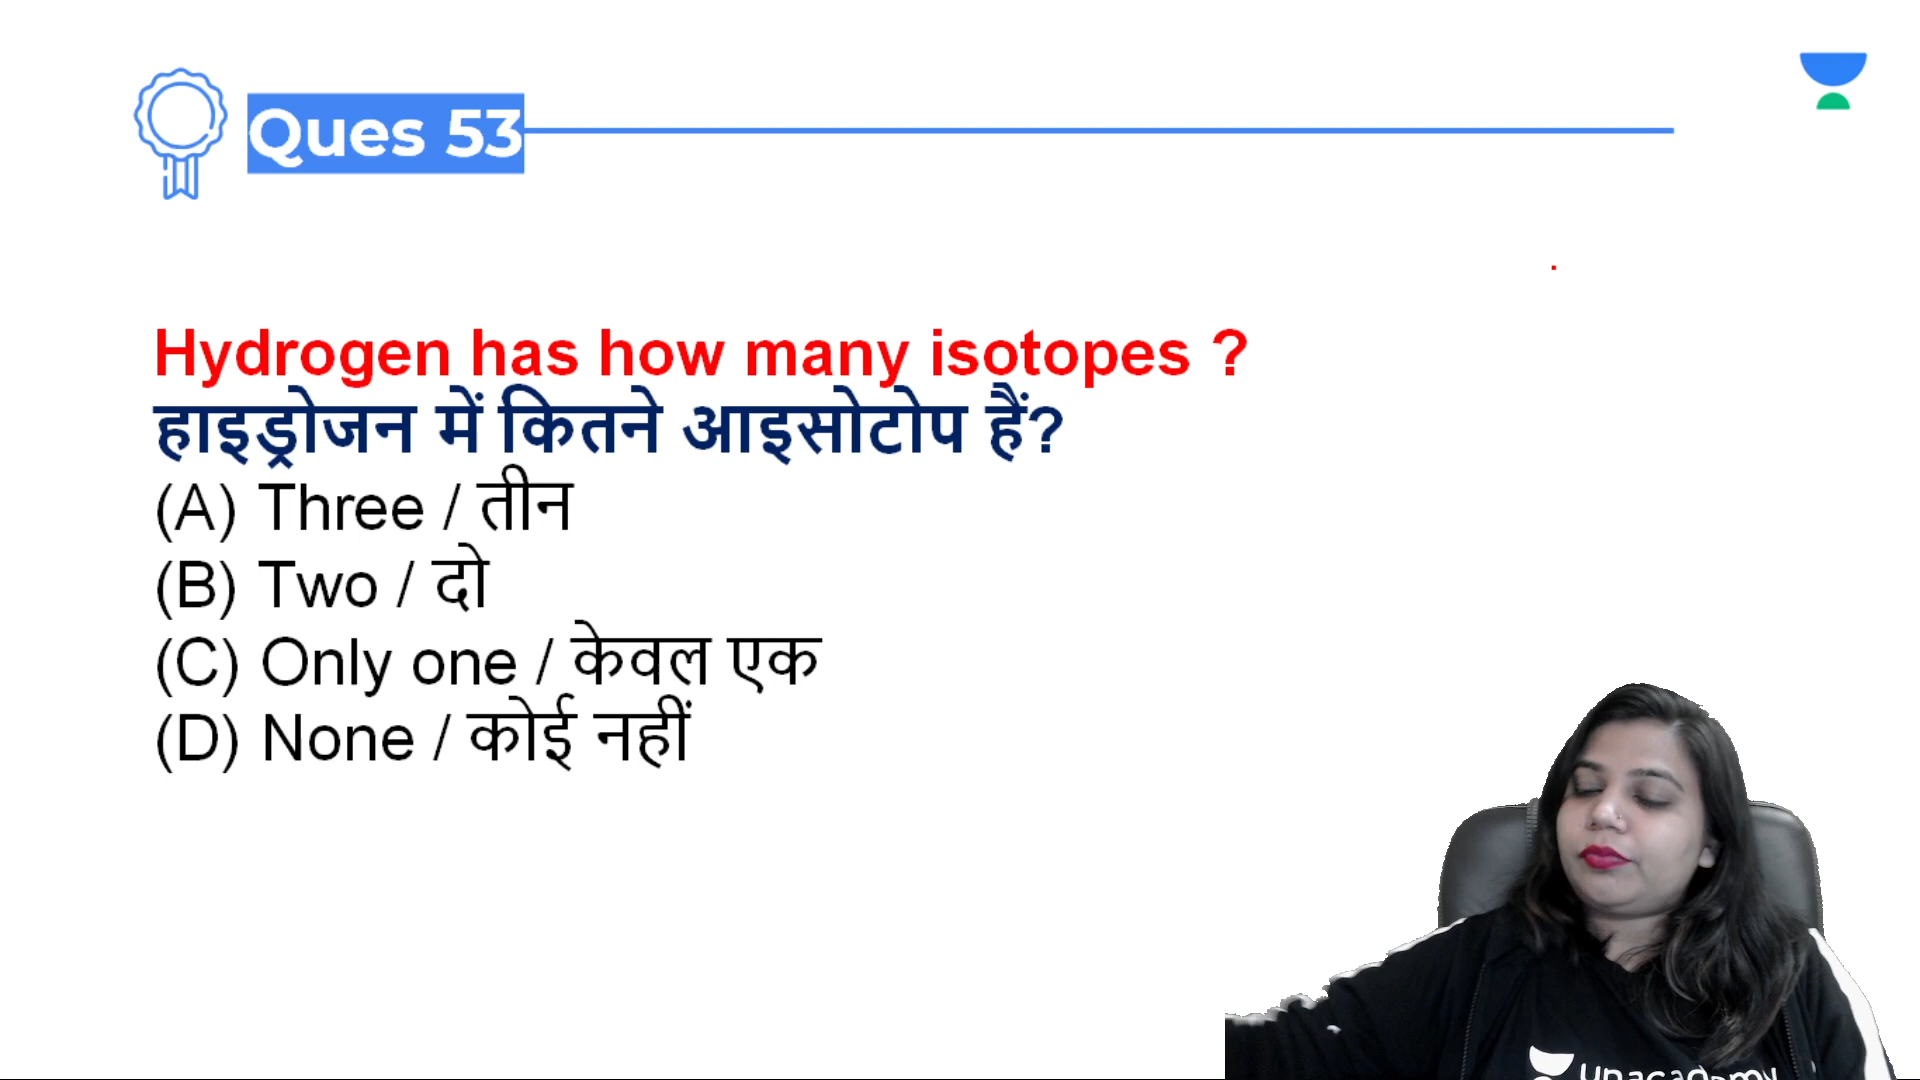 Ques 53
Hydrogen has how many isotopes ?
हाइड्रोजन में कितने आइसोटोप हैं?
(A) Three / तीन
(B) Two / दो
(C) Only one / केवल एक
(D) None / कोई नहीं
unacademy